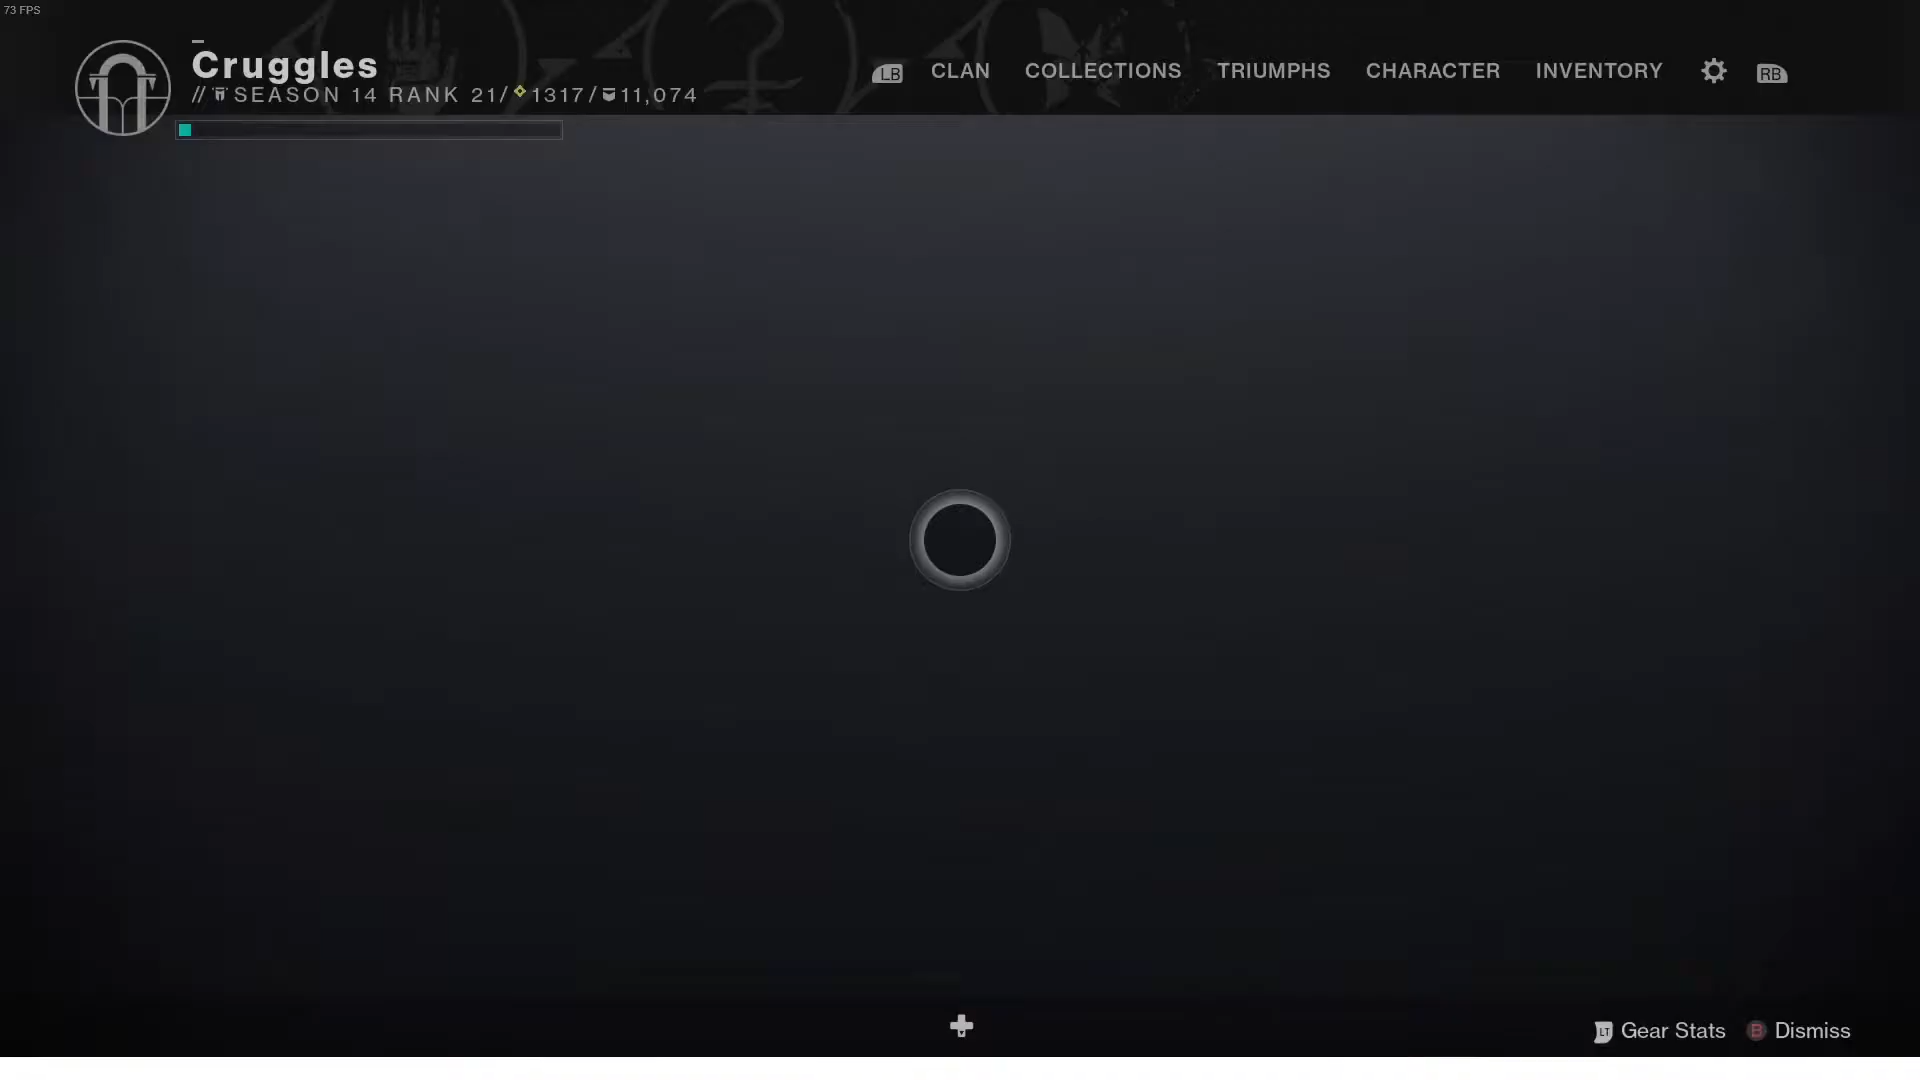 73 FPS
Cruggles
// SEASON 14 RANK 21/ 1317/ 11,074
LB CLAN COLLECTIONS TRIUMPHS CHARACTER INVENTORY RB
LT Gear Stats B Dismiss